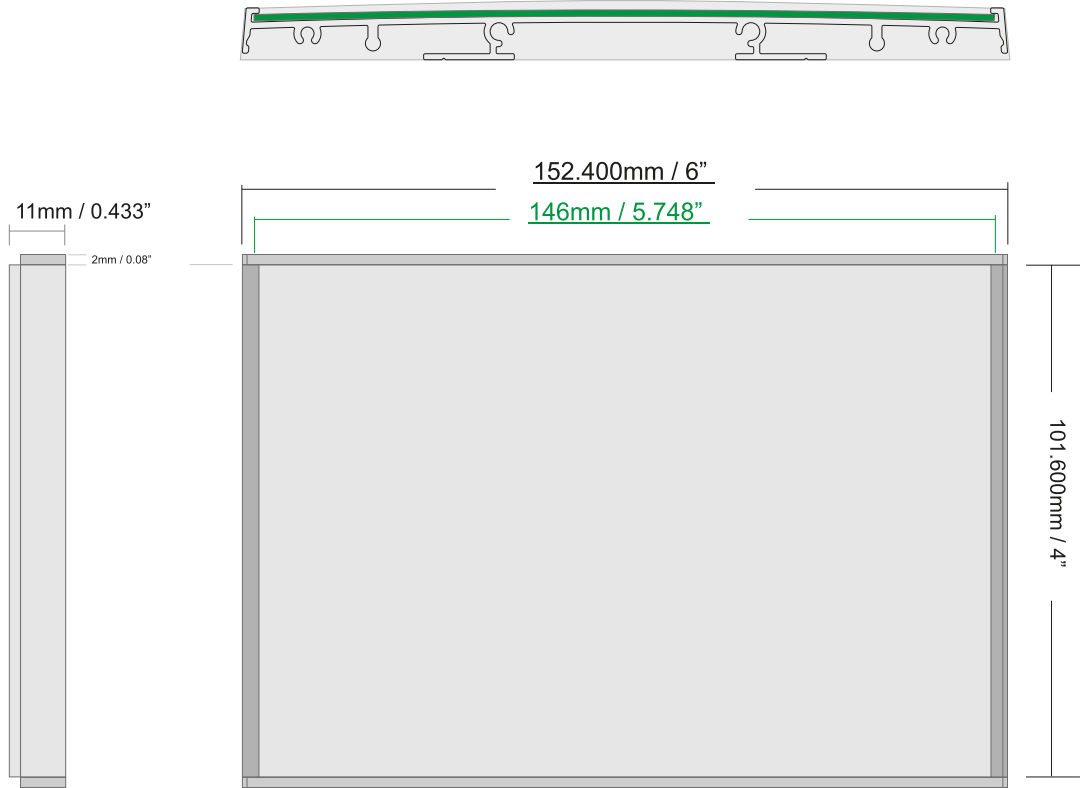 152.400mm / 6”
146mm / 5.748”
11mm / 0.433”
2mm / 0.08”
101.600mm / 4”